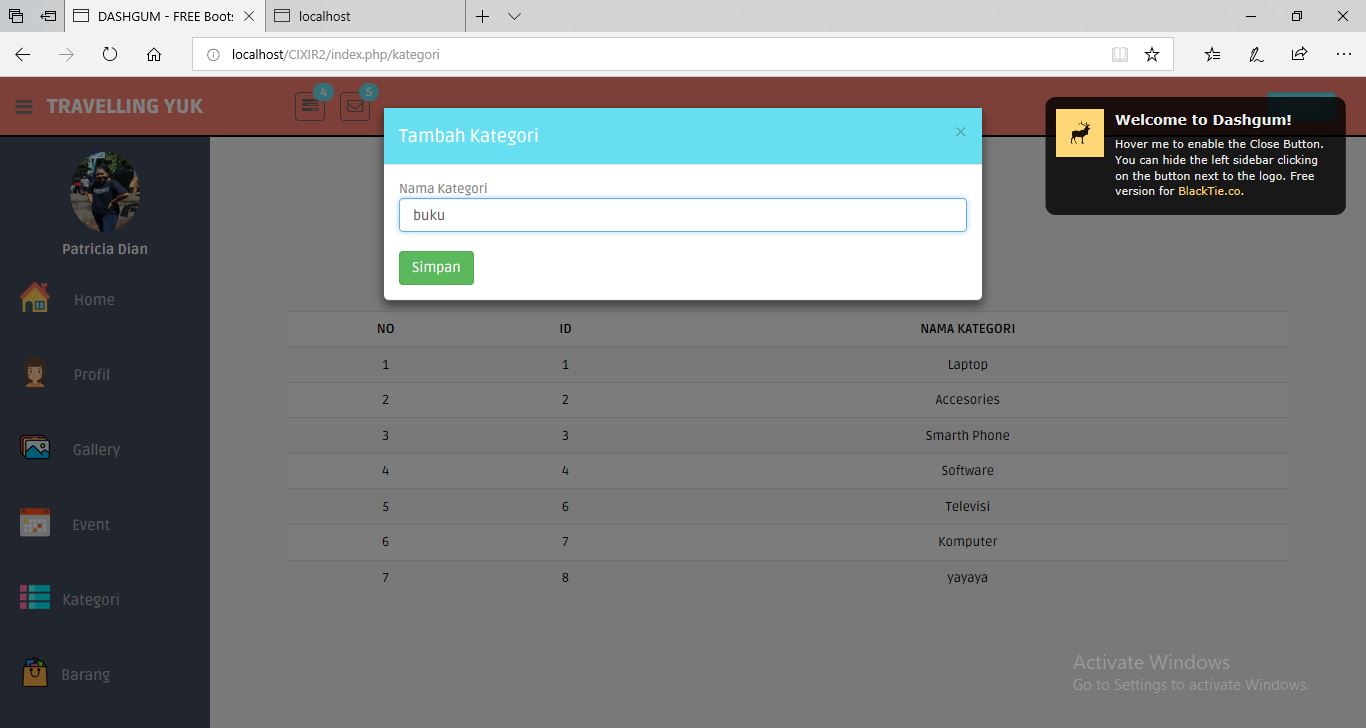 DASHGUM - FREE Boots
localhost
localhost/CIXIR2/index.php/kategori
TRAVELLING YUK
4
5
Tambah Kategori
×
Nama Kategori
buku
Simpan
Welcome to Dashgum!
Hover me to enable the Close Button.
You can hide the left sidebar clicking
on the button next to the logo. Free
version for BlackTie.co.
Patricia Dian
Home
Profil
Gallery
Event
Kategori
Barang
NO ID NAMA KATEGORI
1 1 Laptop
2 2 Accesories
3 3 Smarth Phone
4 4 Software
5 6 Televisi
6 7 Komputer
7 8 yayaya
Activate Windows
Go to Settings to activate Windows.